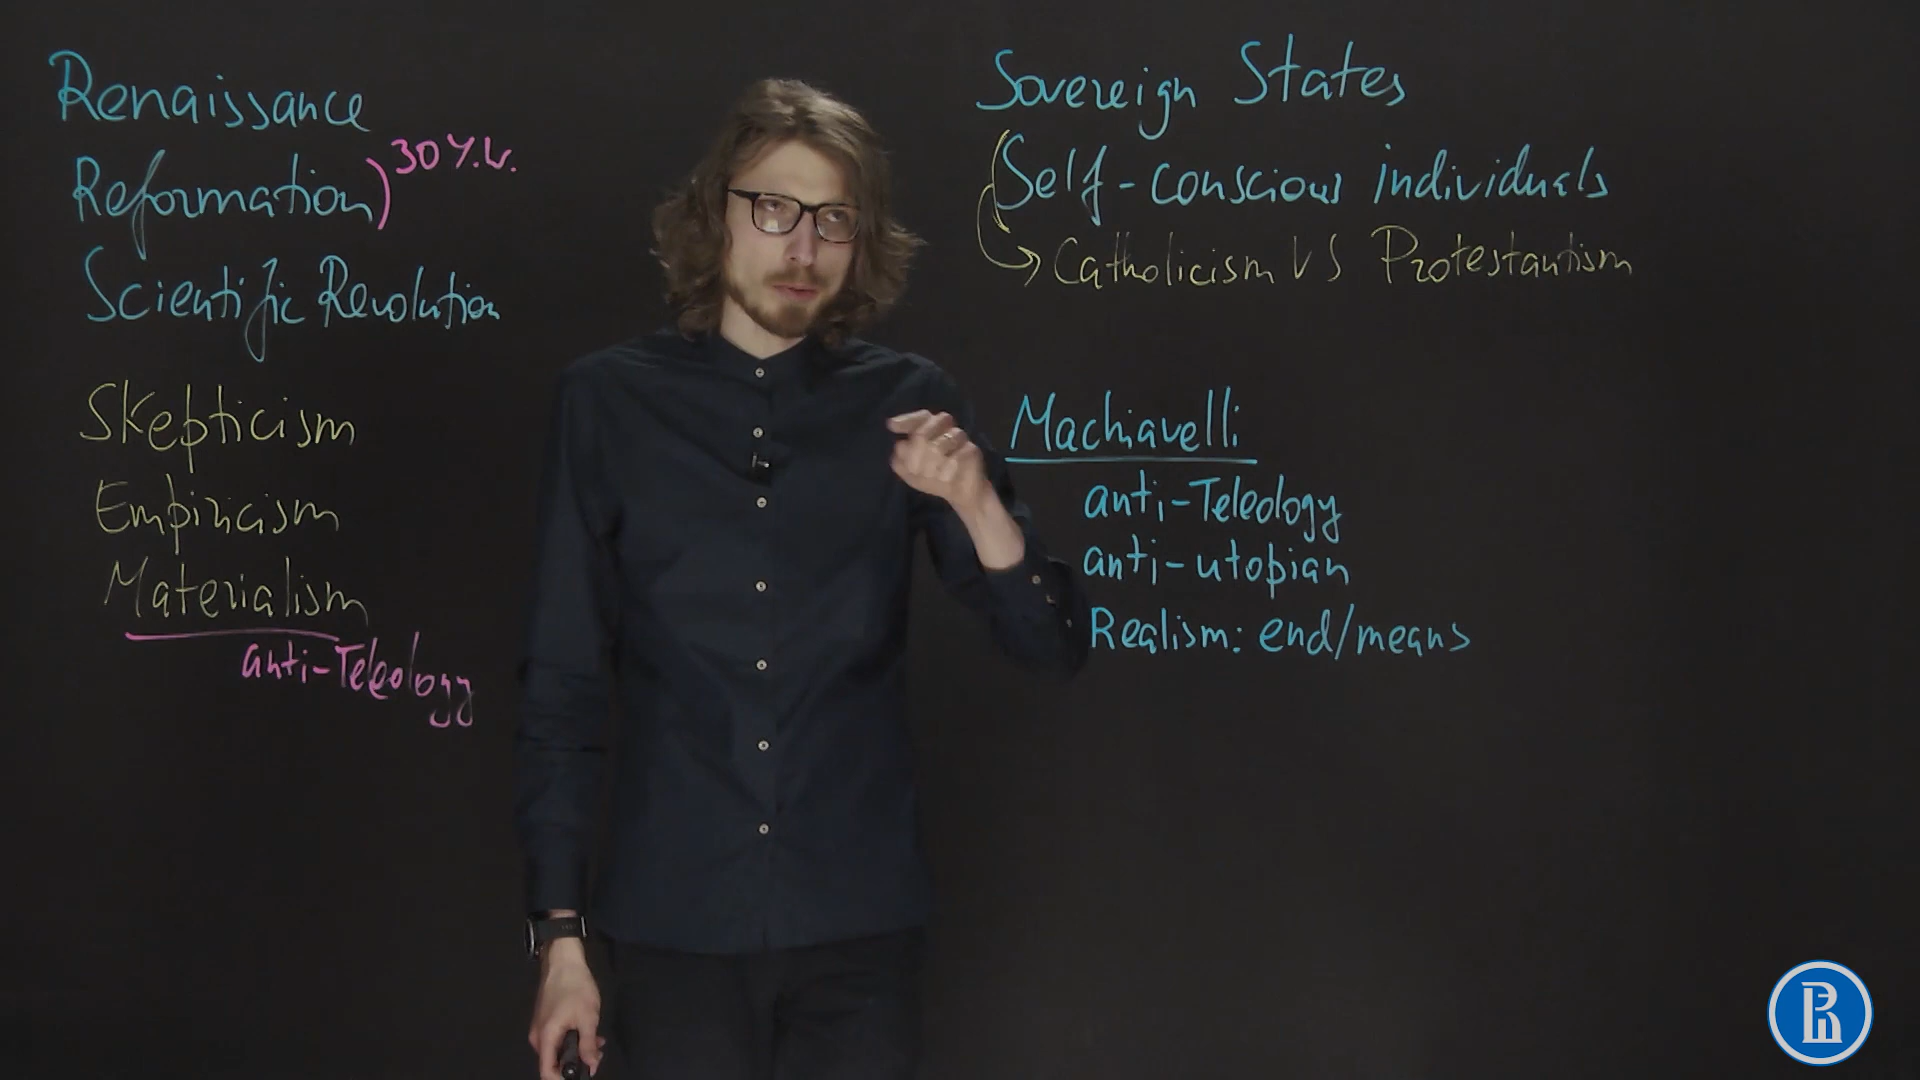 Renaissance
Reformation) 30 Y.W.
Scientific Revolution
Skepticism
Empiricism
Materialism
anti-Teleology
Sovereign States
Self-conscious individuals
→ Catholicism VS Protestantism
Machiavelli
anti-Teleology
anti-utopian
Realism: end/means